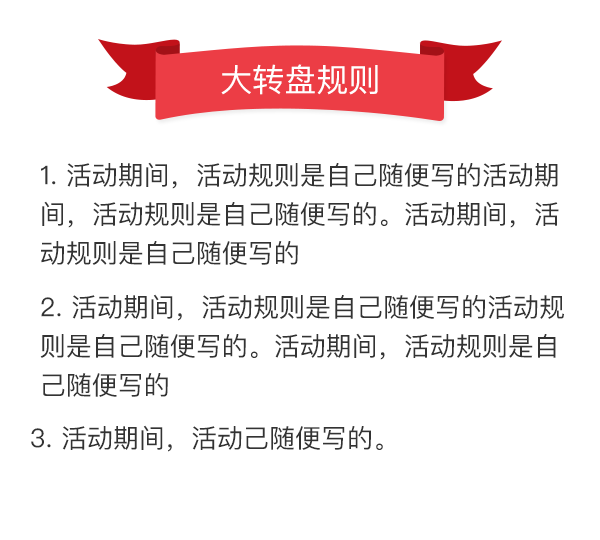 大转盘规则
1. 活动期间，活动规则是自己随便写的活动期
间，活动规则是自己随便写的。活动期间，活
动规则是自己随便写的
2. 活动期间，活动规则是自己随便写的活动规
则是自己随便写的。活动期间，活动规则是自
己随便写的
3. 活动期间，活动己随便写的。